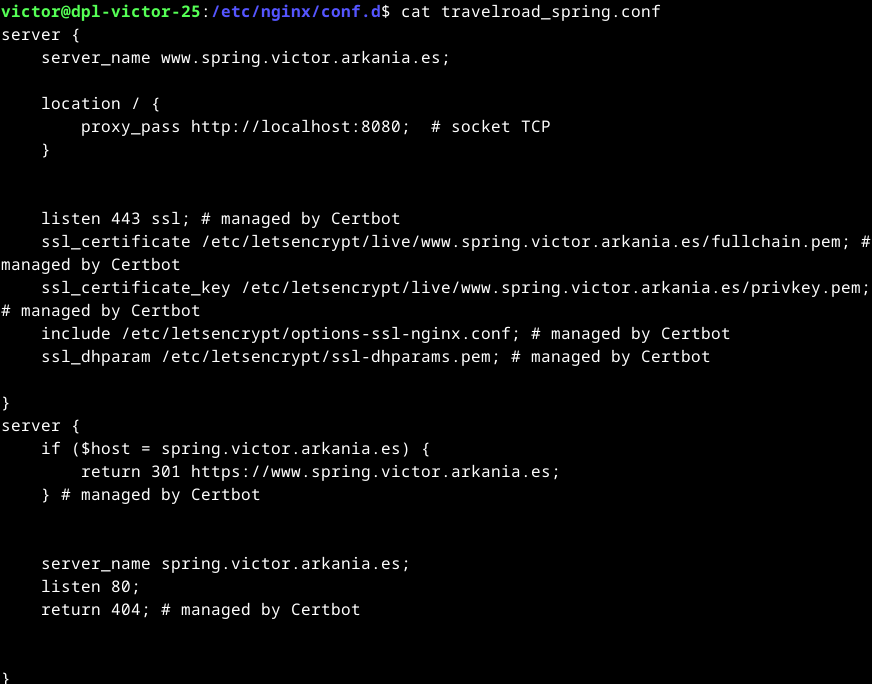 victor@dpl-victor-25:/etc/nginx/conf.d$ cat travelroad_spring.conf
server {
    server_name www.spring.victor.arkania.es;

    location / {
        proxy_pass http://localhost:8080;  # socket TCP
    }


    listen 443 ssl; # managed by Certbot
    ssl_certificate /etc/letsencrypt/live/www.spring.victor.arkania.es/fullchain.pem; #
managed by Certbot
    ssl_certificate_key /etc/letsencrypt/live/www.spring.victor.arkania.es/privkey.pem;
# managed by Certbot
    include /etc/letsencrypt/options-ssl-nginx.conf; # managed by Certbot
    ssl_dhparam /etc/letsencrypt/ssl-dhparams.pem; # managed by Certbot

}
server {
    if ($host = spring.victor.arkania.es) {
        return 301 https://www.spring.victor.arkania.es;
    } # managed by Certbot


    server_name spring.victor.arkania.es;
    listen 80;
    return 404; # managed by Certbot


}